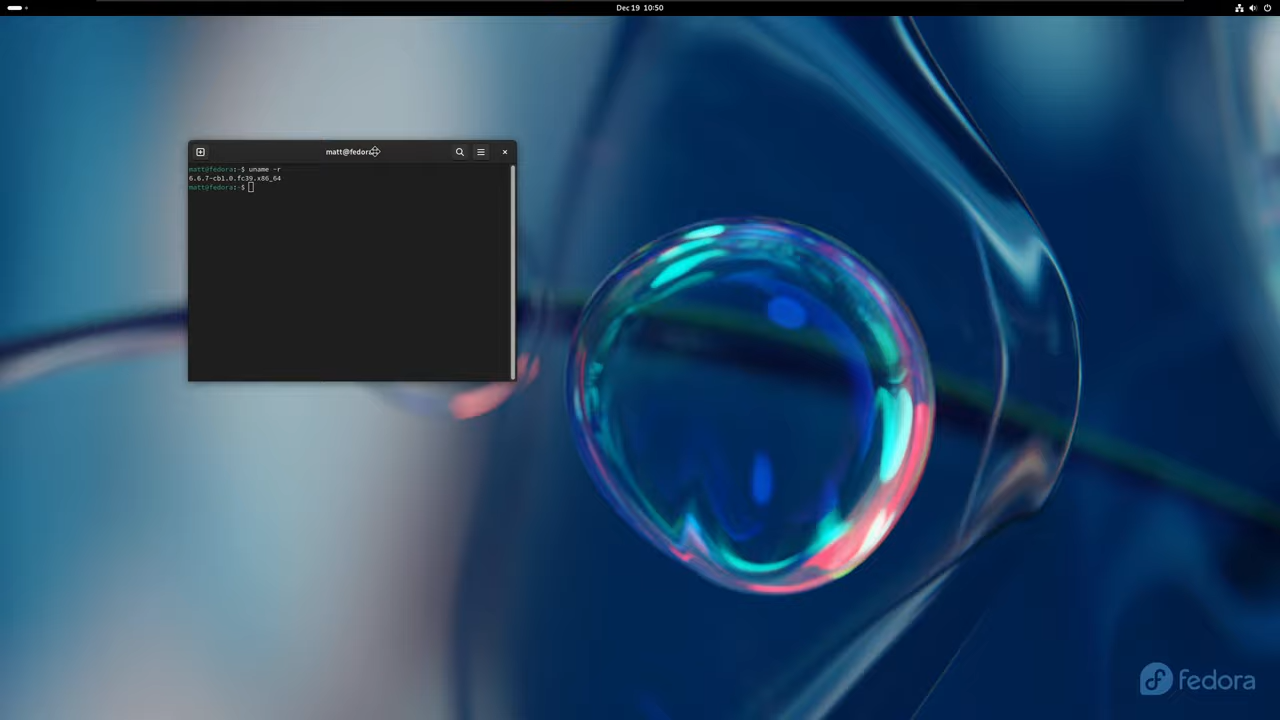 Dec 19 10:50
matt@fedora:~
matt@fedora:~$ uname -r
6.6.7-cb1.0.fc39.x86_64
matt@fedora:~$
fedora